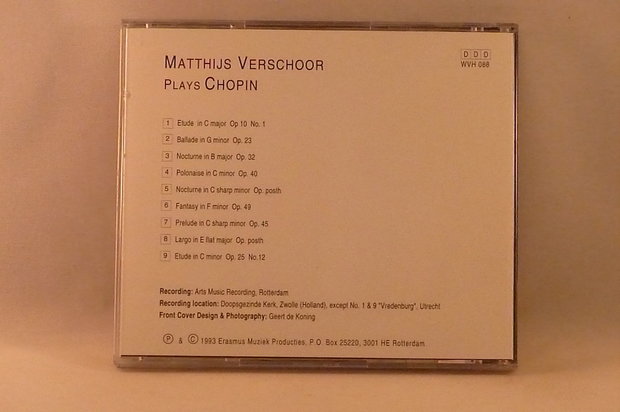 MATTHIJS VERSCHOOR
PLAYS CHOPIN
D D D
WVH 088
1 Etude in C major Op 10 No. 1
2 Ballade in G minor Op. 23
3 Nocturne in B major Op. 32
4 Polonaise in C minor Op. 40
5 Nocturne in C sharp minor Op. posth
6 Fantasy in F minor Op. 49
7 Prelude in C sharp minor Op. 45
8 Largo in E flat major Op. posth
9 Etude in C minor Op. 25 No.12
Recording: Arts Music Recording, Rotterdam
Recording location: Doopsgezinde Kerk, Zwolle (Holland), except No. 1 & 9 "Vredenburg", Utrecht
Front Cover Design & Photography: Geert de Koning
Ⓟ & © 1993 Erasmus Muziek Producties, P.O. Box 25220, 3001 HE Rotterdam